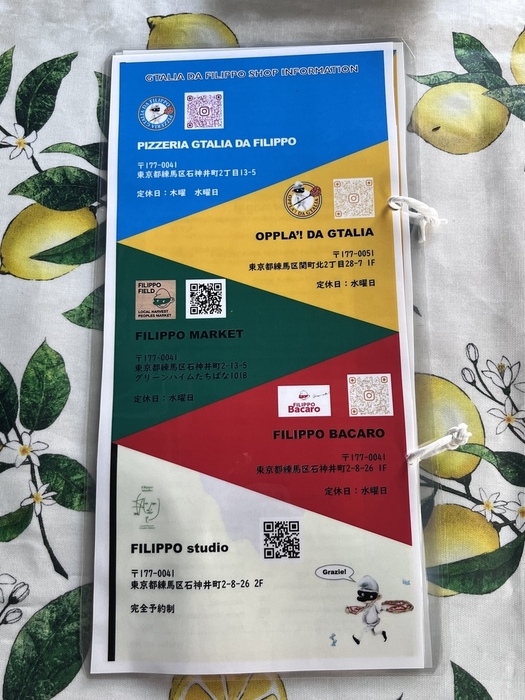 GTALIA DA FILIPPO SHOP INFORMATION
PIZZERIA GTALIA DA FILIPPO
〒177-0041
東京都練馬区石神井町2丁目13-5
定休日：木曜　水曜日
OPPLA'! DA GTALIA
〒177-0051
東京都練馬区関町北2丁目28-7 1F
定休日：水曜日
FILIPPO
FIELD
LOCAL HARVEST
PEOPLES MARKET
FILIPPO MARKET
〒177-0041
東京都練馬区石神井町2-13-5
グリーンハイムたちばな101B
定休日：水曜日
FILIPPO
Bacaro
FILIPPO BACARO
〒177-0041
東京都練馬区石神井町2-8-26 1F
定休日：水曜日
FILIPPO studio
〒177-0041
東京都練馬区石神井町2-8-26 2F
完全予約制
Grazie!